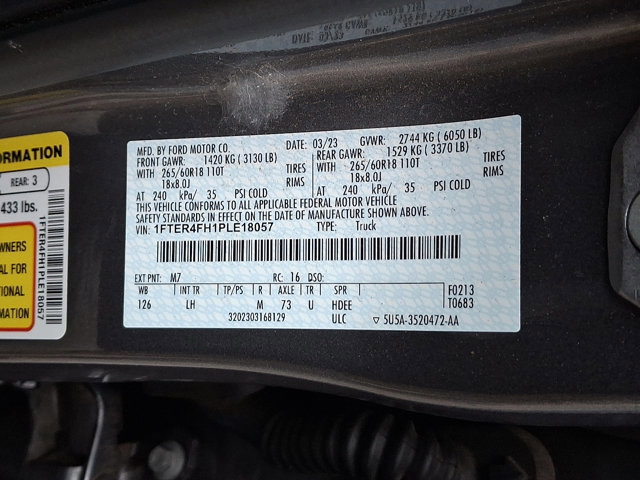 ORMATION
REAR: 3
433 lbs.
WNERS
AL FOR
TIONAL
MATION
1FTER4FH1PLE18057
MFD. BY FORD MOTOR CO.
DATE: 03/23 GVWR: 2744 KG ( 6050 LB)
FRONT GAWR: 1420 KG ( 3130 LB)
REAR GAWR: 1529 KG ( 3370 LB)
WITH 265/60R18 110T TIRES
WITH 265/60R18 110T TIRES
18x8.0J RIMS
18x8.0J RIMS
AT 240 kPa/ 35 PSI COLD
AT 240 kPa/ 35 PSI COLD
THIS VEHICLE CONFORMS TO ALL APPLICABLE FEDERAL MOTOR VEHICLE
SAFETY STANDARDS IN EFFECT ON THE DATE OF MANUFACTURE SHOWN ABOVE.
VIN: 1FTER4FH1PLE18057 TYPE: Truck
EXT PNT: M7 RC: 16 DSO:
WB INT TR TP/PS R AXLE TR SPR F0213
126 LH M 73 U HDEE T0683
3202303168129 ULC ▽ 5U5A-3520472-AA